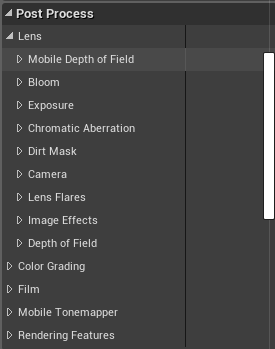 Post Process
Lens
Mobile Depth of Field
Bloom
Exposure
Chromatic Aberration
Dirt Mask
Camera
Lens Flares
Image Effects
Depth of Field
Color Grading
Film
Mobile Tonemapper
Rendering Features